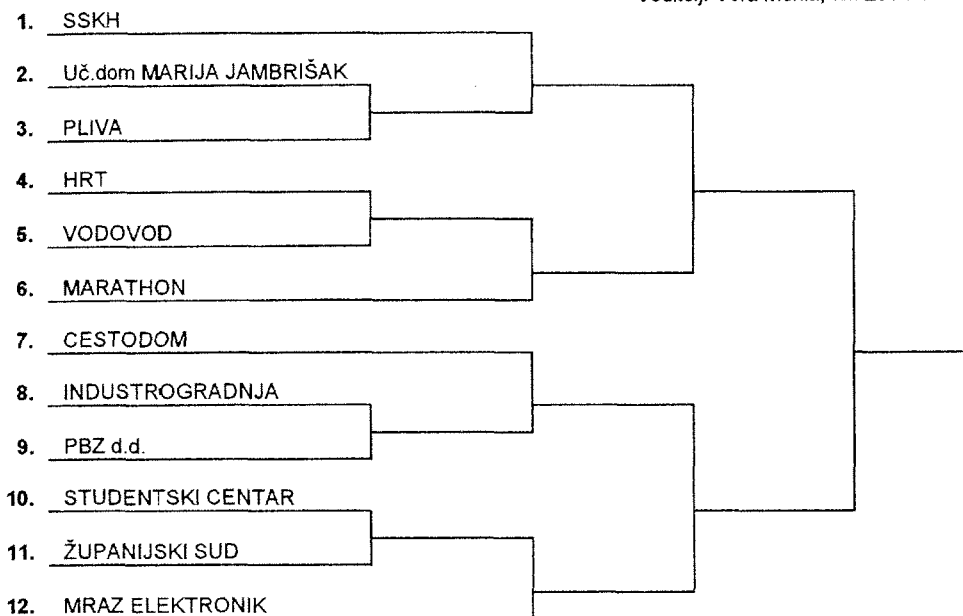 1. SSKH
2. Uč.dom MARIJA JAMBRIŠAK
3. PLIVA
4. HRT
5. VODOVOD
6. MARATHON
7. CESTODOM
8. INDUSTROGRADNJA
9. PBZ d.d.
10. STUDENTSKI CENTAR
11. ŽUPANIJSKI SUD
12. MRAZ ELEKTRONIK